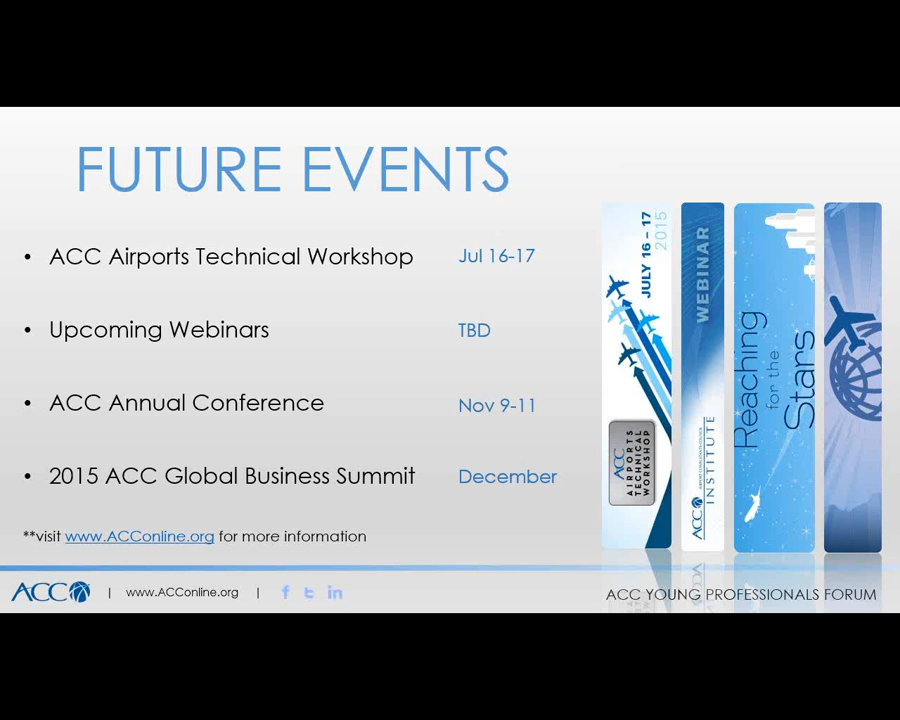 FUTURE EVENTS
• ACC Airports Technical Workshop Jul 16-17
• Upcoming Webinars TBD
• ACC Annual Conference Nov 9-11
• 2015 ACC Global Business Summit December
**visit www.ACConline.org for more information
JULY 16 – 17
2015
ACC
AIRPORTS
TECHNICAL
WORKSHOP
WEBINAR
ACC
INSTITUTE
Reaching
for the
Stars
ACC | www.ACConline.org | f t in
ACC YOUNG PROFESSIONALS FORUM